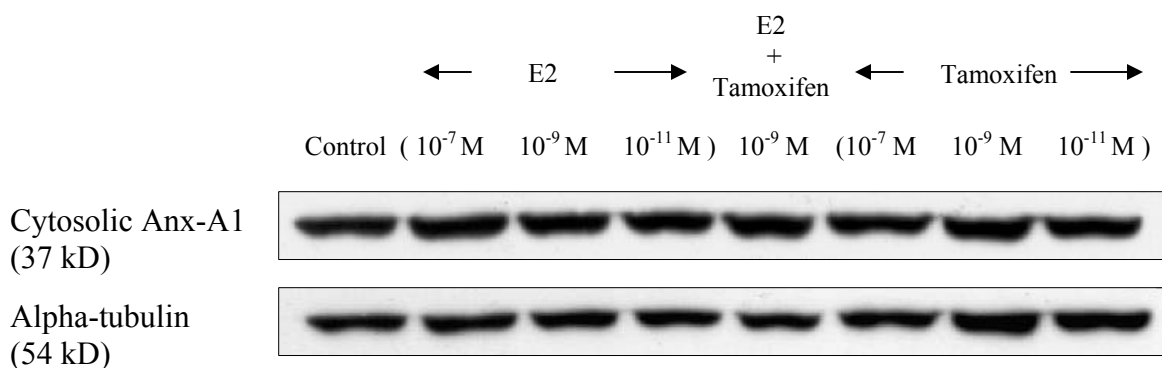 E2
+
Tamoxifen
← E2 →
← Tamoxifen →
Control ( 10⁻⁷ M 10⁻⁹ M 10⁻¹¹ M ) 10⁻⁹ M (10⁻⁷ M 10⁻⁹ M 10⁻¹¹ M )
Cytosolic Anx-A1
(37 kD)
Alpha-tubulin
(54 kD)